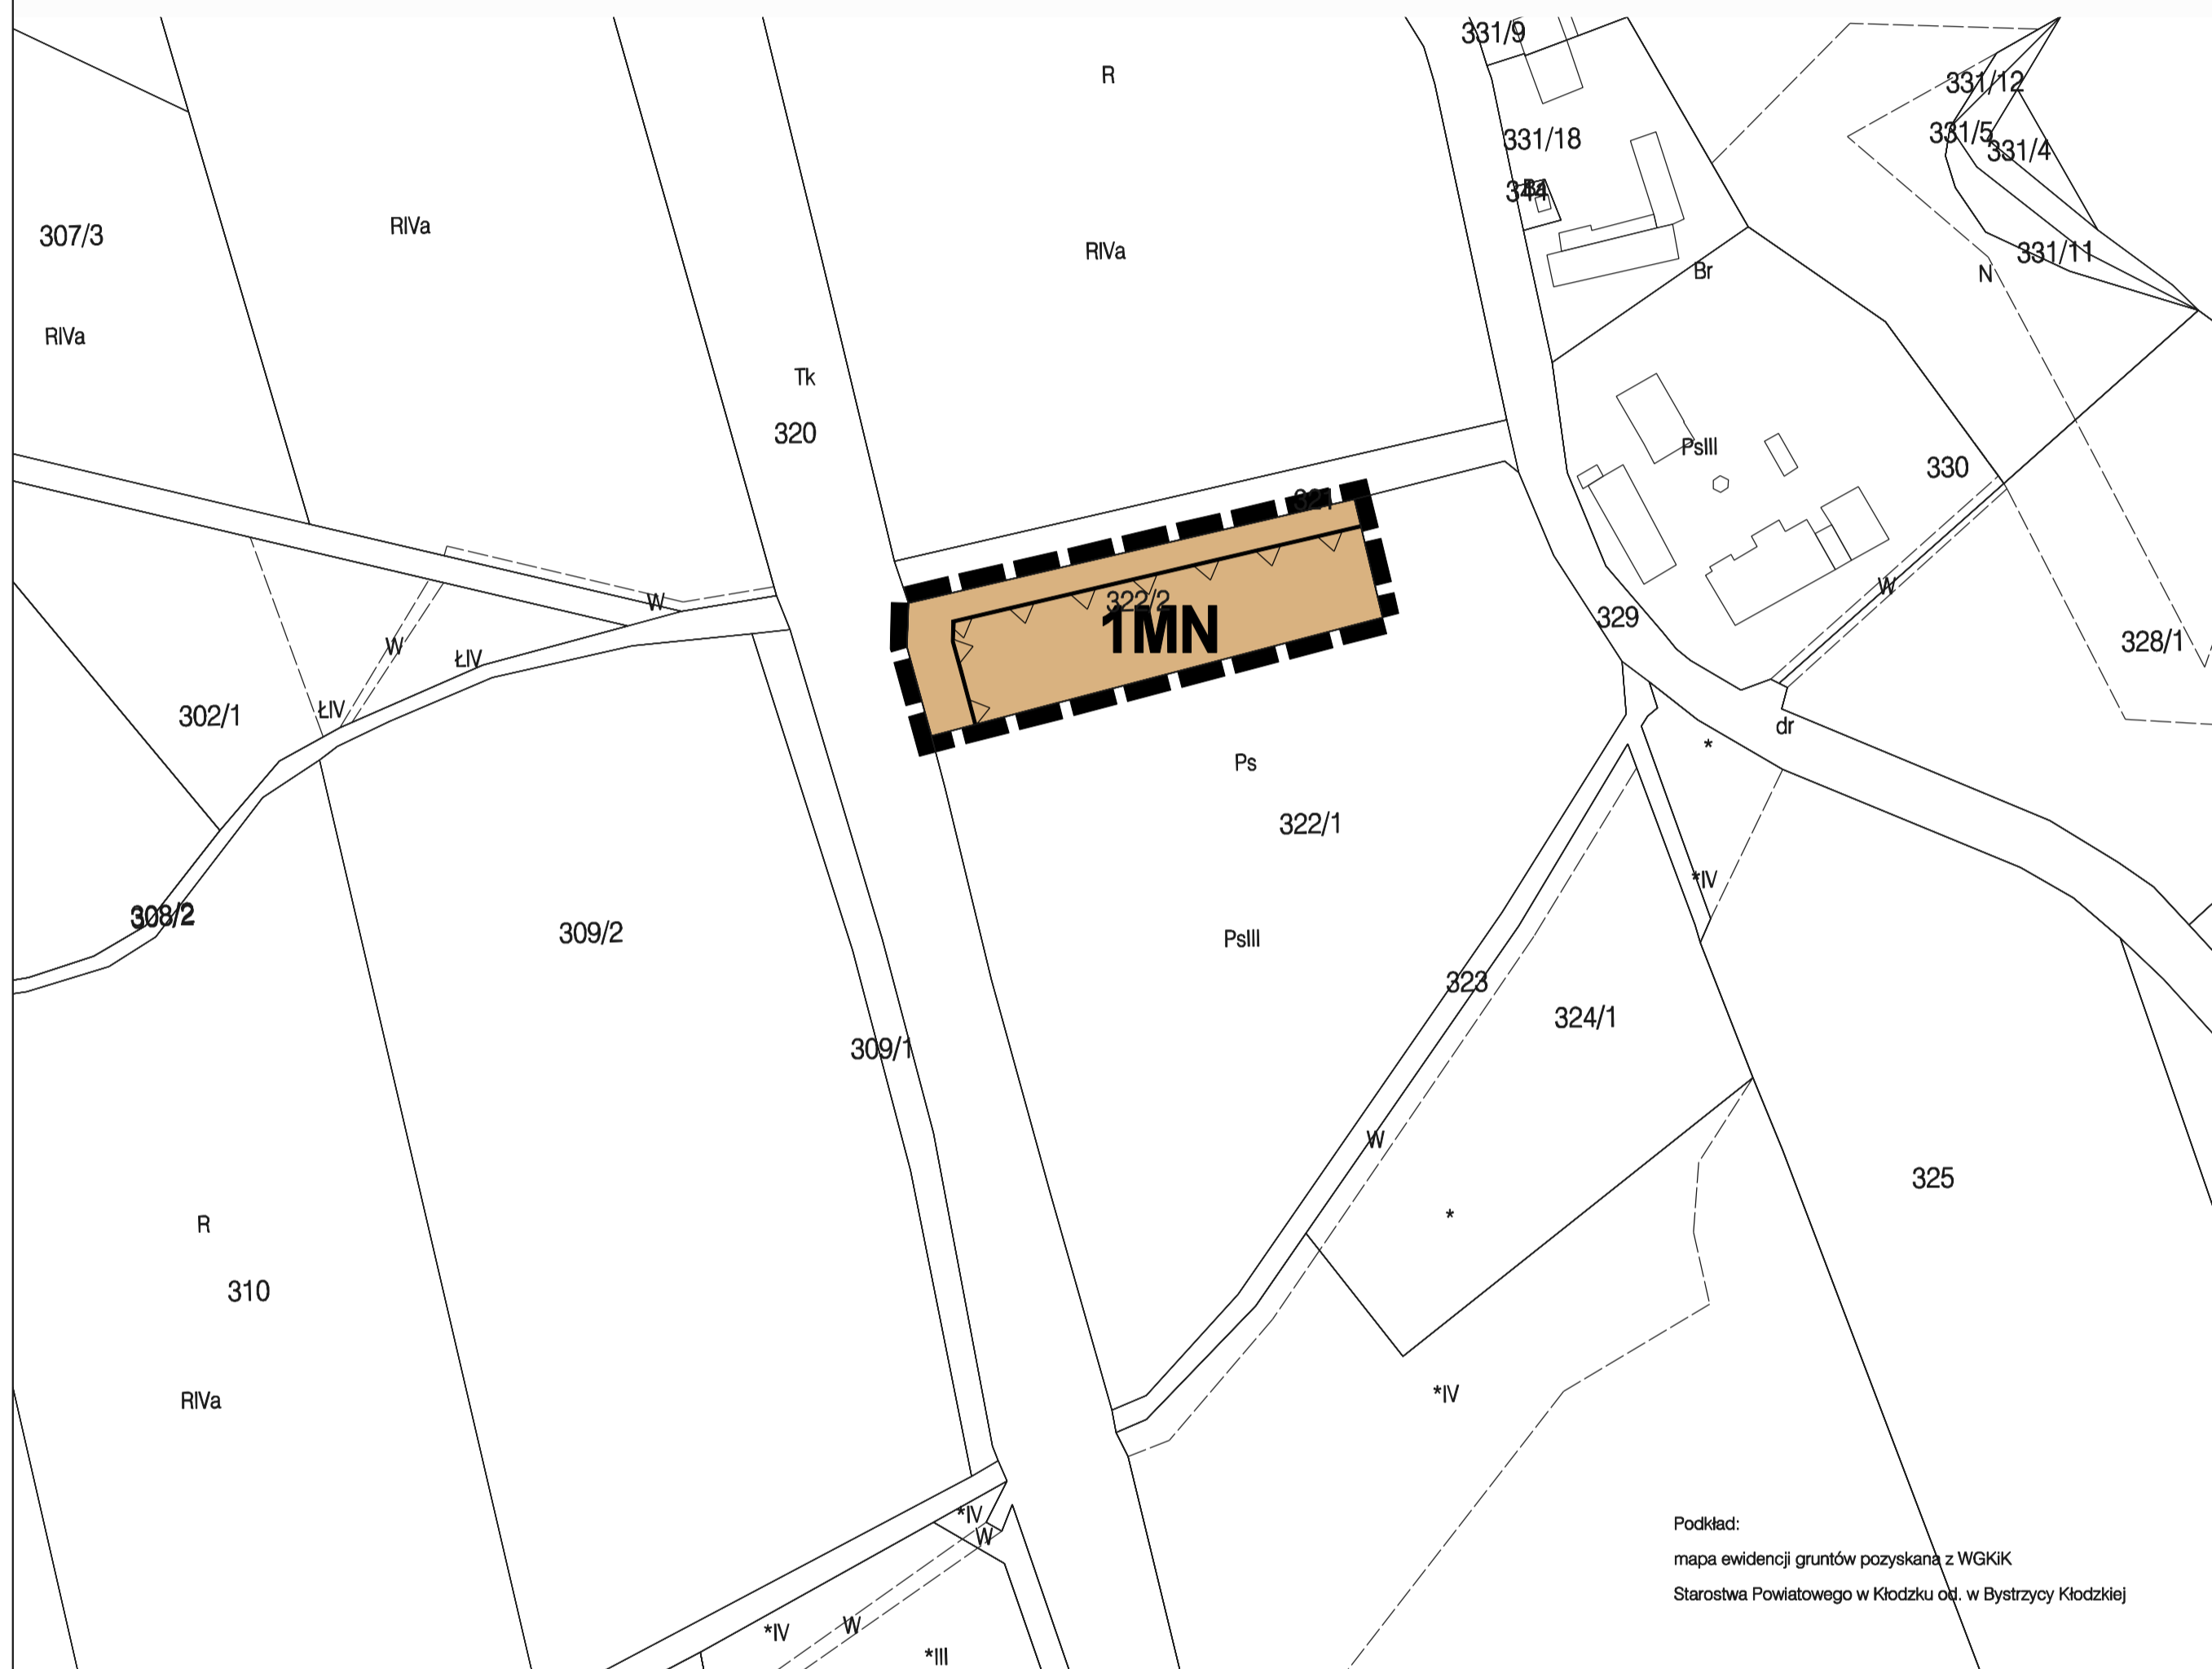 331/9
R
331/12
331/5
331/18
331/4
344
RIVa
307/3
RIVa
331/11
Br
N
RIVa
Tk
320
PsIII
330
321
W
322/2
1MN
W
329
W
ŁIV
328/1
302/1
ŁIV
dr
*
Ps
322/1
*IV
308/2
309/2
PsIII
323
324/1
309/1
W
325
*
R
310
*IV
RIVa
*IV
W
Podkład:
mapa ewidencji gruntów pozyskana z WGKiK
Starostwa Powiatowego w Kłodzku od. w Bystrzycy Kłodzkiej
*IV
W
*III